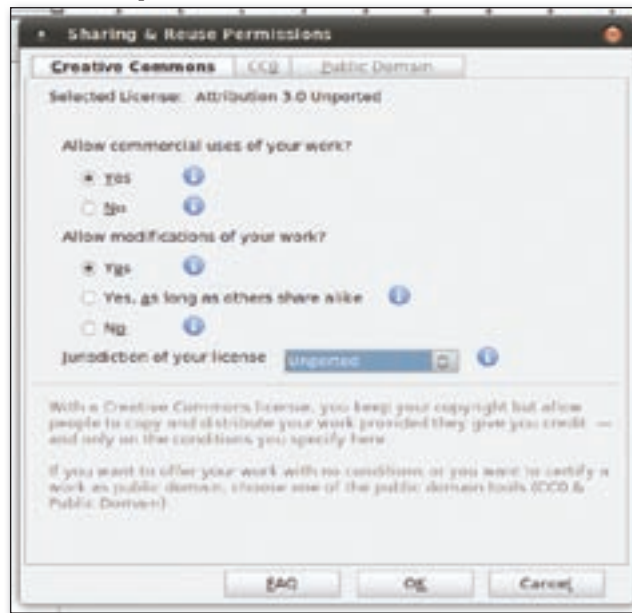 Sharing & Reuse Permissions
Creative Commons CC0 Public Domain
Selected License: Attribution 3.0 Unported
Allow commercial uses of your work?
Yes
No
Allow modifications of your work?
Yes
Yes, as long as others share alike
No
Jurisdiction of your license Unported
With a Creative Commons license, you keep your copyright but allow
people to copy and distribute your work provided they give you credit —
and only on the conditions you specify here.
If you want to offer your work with no conditions or you want to certify a
work as public domain, choose one of the public domain tools (CC0 &
Public Domain).
FAQ OK Cancel